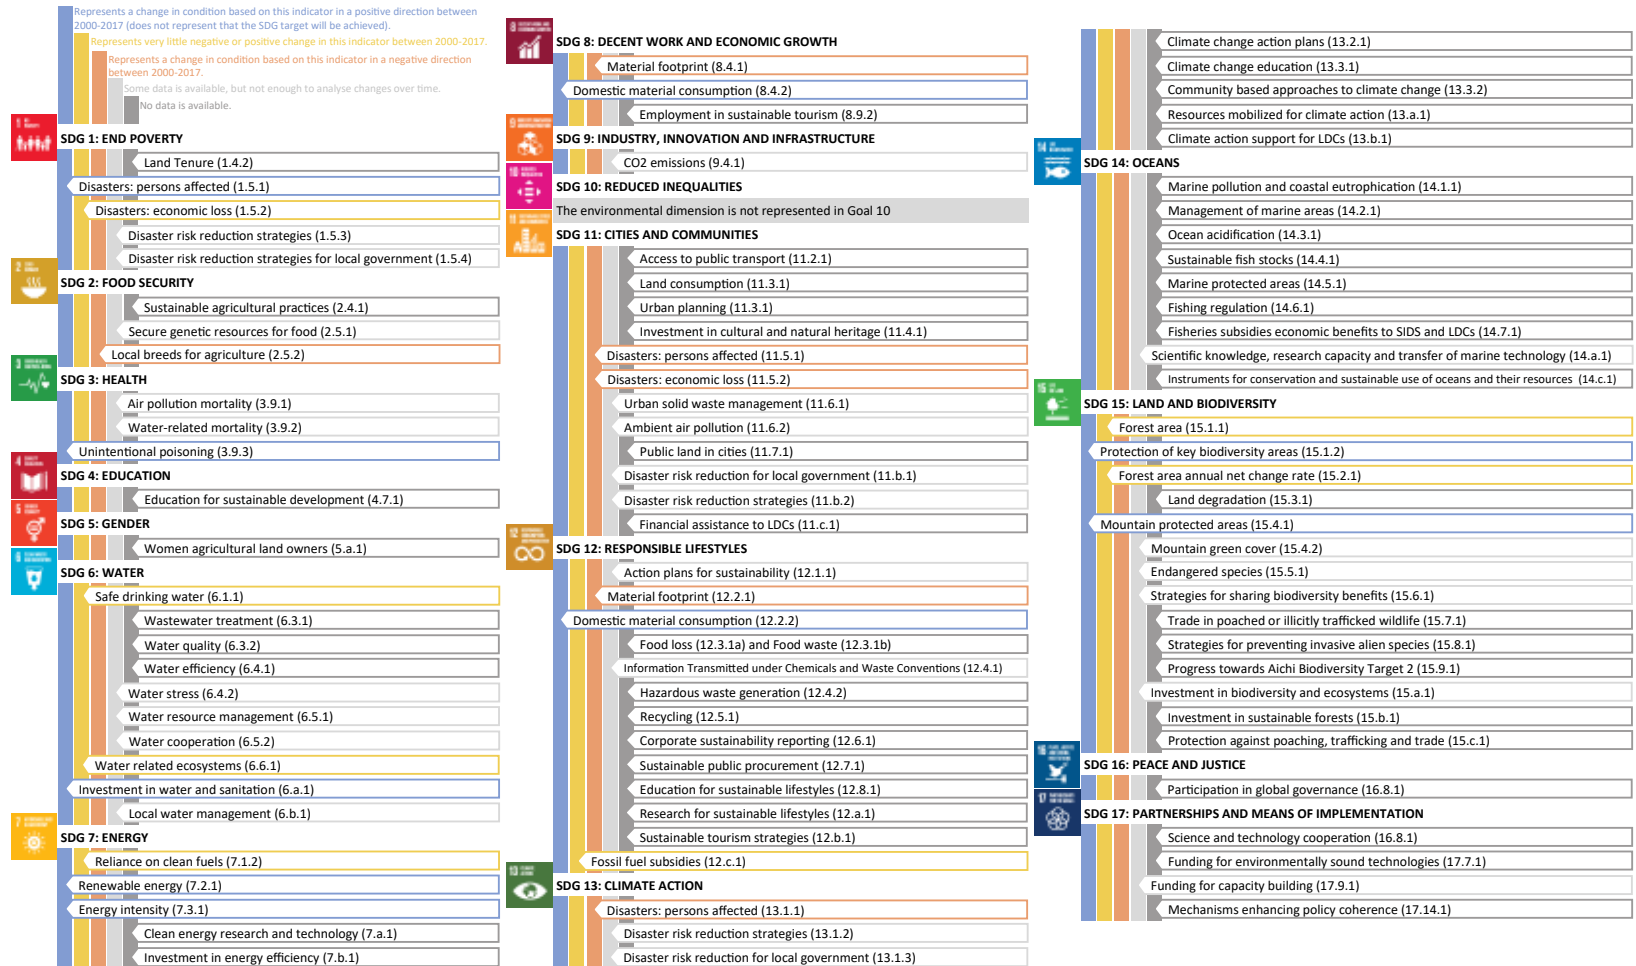 Represents a change in condition based on this indicator in a positive direction between
2000-2017 (does not represent that the SDG target will be achieved).
Represents very little negative or positive change in this indicator between 2000-2017.
Represents a change in condition based on this indicator in a negative direction
between 2000-2017.
Some data is available, but not enough to analyse changes over time.
No data is available.
SDG 1: END POVERTY
Land Tenure (1.4.2)
Disasters: persons affected (1.5.1)
Disasters: economic loss (1.5.2)
Disaster risk reduction strategies (1.5.3)
Disaster risk reduction strategies for local government (1.5.4)
SDG 2: FOOD SECURITY
Sustainable agricultural practices (2.4.1)
Secure genetic resources for food (2.5.1)
Local breeds for agriculture (2.5.2)
SDG 3: HEALTH
Air pollution mortality (3.9.1)
Water-related mortality (3.9.2)
Unintentional poisoning (3.9.3)
SDG 4: EDUCATION
Education for sustainable development (4.7.1)
SDG 5: GENDER
Women agricultural land owners (5.a.1)
SDG 6: WATER
Safe drinking water (6.1.1)
Wastewater treatment (6.3.1)
Water quality (6.3.2)
Water efficiency (6.4.1)
Water stress (6.4.2)
Water resource management (6.5.1)
Water cooperation (6.5.2)
Water related ecosystems (6.6.1)
Investment in water and sanitation (6.a.1)
Local water management (6.b.1)
SDG 7: ENERGY
Reliance on clean fuels (7.1.2)
Renewable energy (7.2.1)
Energy intensity (7.3.1)
Clean energy research and technology (7.a.1)
Investment in energy efficiency (7.b.1)
SDG 8: DECENT WORK AND ECONOMIC GROWTH
Material footprint (8.4.1)
Domestic material consumption (8.4.2)
Employment in sustainable tourism (8.9.2)
SDG 9: INDUSTRY, INNOVATION AND INFRASTRUCTURE
CO2 emissions (9.4.1)
SDG 10: REDUCED INEQUALITIES
The environmental dimension is not represented in Goal 10
SDG 11: CITIES AND COMMUNITIES
Access to public transport (11.2.1)
Land consumption (11.3.1)
Urban planning (11.3.1)
Investment in cultural and natural heritage (11.4.1)
Disasters: persons affected (11.5.1)
Disasters: economic loss (11.5.2)
Urban solid waste management (11.6.1)
Ambient air pollution (11.6.2)
Public land in cities (11.7.1)
Disaster risk reduction for local government (11.b.1)
Disaster risk reduction strategies (11.b.2)
Financial assistance to LDCs (11.c.1)
SDG 12: RESPONSIBLE LIFESTYLES
Action plans for sustainability (12.1.1)
Material footprint (12.2.1)
Domestic material consumption (12.2.2)
Food loss (12.3.1a) and Food waste (12.3.1b)
Information Transmitted under Chemicals and Waste Conventions (12.4.1)
Hazardous waste generation (12.4.2)
Recycling (12.5.1)
Corporate sustainability reporting (12.6.1)
Sustainable public procurement (12.7.1)
Education for sustainable lifestyles (12.8.1)
Research for sustainable lifestyles (12.a.1)
Sustainable tourism strategies (12.b.1)
Fossil fuel subsidies (12.c.1)
SDG 13: CLIMATE ACTION
Disasters: persons affected (13.1.1)
Disaster risk reduction strategies (13.1.2)
Disaster risk reduction for local government (13.1.3)
Climate change action plans (13.2.1)
Climate change education (13.3.1)
Community based approaches to climate change (13.3.2)
Resources mobilized for climate action (13.a.1)
Climate action support for LDCs (13.b.1)
SDG 14: OCEANS
Marine pollution and coastal eutrophication (14.1.1)
Management of marine areas (14.2.1)
Ocean acidification (14.3.1)
Sustainable fish stocks (14.4.1)
Marine protected areas (14.5.1)
Fishing regulation (14.6.1)
Fisheries subsidies economic benefits to SIDS and LDCs (14.7.1)
Scientific knowledge, research capacity and transfer of marine technology (14.a.1)
Instruments for conservation and sustainable use of oceans and their resources (14.c.1)
SDG 15: LAND AND BIODIVERSITY
Forest area (15.1.1)
Protection of key biodiversity areas (15.1.2)
Forest area annual net change rate (15.2.1)
Land degradation (15.3.1)
Mountain protected areas (15.4.1)
Mountain green cover (15.4.2)
Endangered species (15.5.1)
Strategies for sharing biodiversity benefits (15.6.1)
Trade in poached or illicitly trafficked wildlife (15.7.1)
Strategies for preventing invasive alien species (15.8.1)
Progress towards Aichi Biodiversity Target 2 (15.9.1)
Investment in biodiversity and ecosystems (15.a.1)
Investment in sustainable forests (15.b.1)
Protection against poaching, trafficking and trade (15.c.1)
SDG 16: PEACE AND JUSTICE
Participation in global governance (16.8.1)
SDG 17: PARTNERSHIPS AND MEANS OF IMPLEMENTATION
Science and technology cooperation (16.8.1)
Funding for environmentally sound technologies (17.7.1)
Funding for capacity building (17.9.1)
Mechanisms enhancing policy coherence (17.14.1)